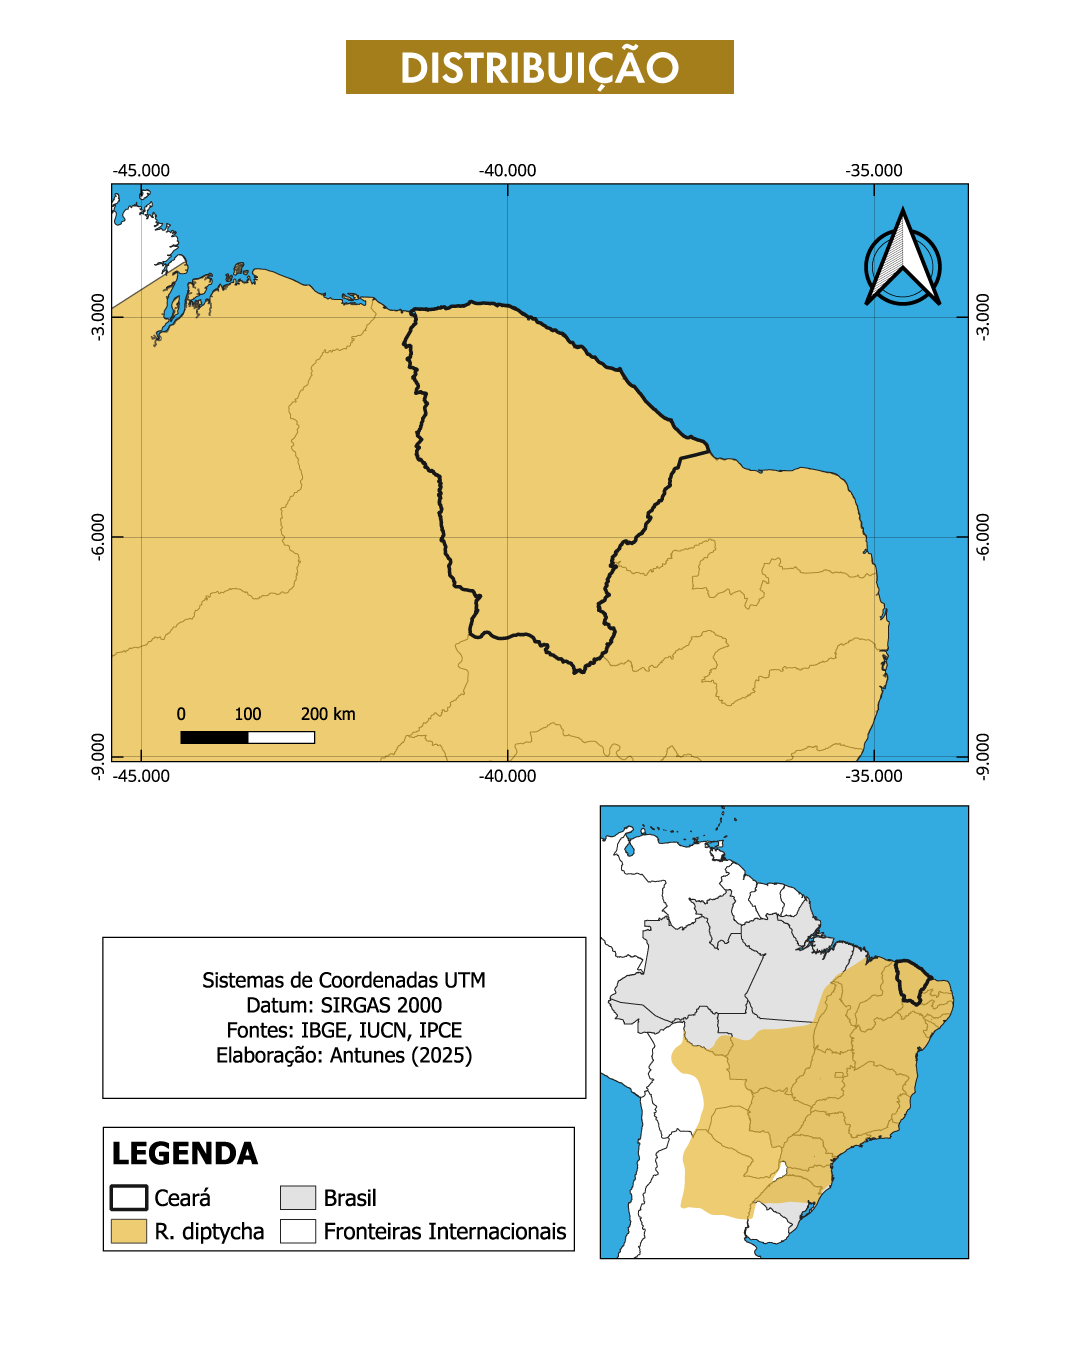 DISTRIBUIÇÃO
-45.000 -40.000 -35.000
-3.000 -3.000
-6.000 -6.000
-9.000 -9.000
0 100 200 km
-45.000 -40.000 -35.000
Sistemas de Coordenadas UTM
Datum: SIRGAS 2000
Fontes: IBGE, IUCN, IPCE
Elaboração: Antunes (2025)
LEGENDA
Ceará Brasil
R. diptycha Fronteiras Internacionais